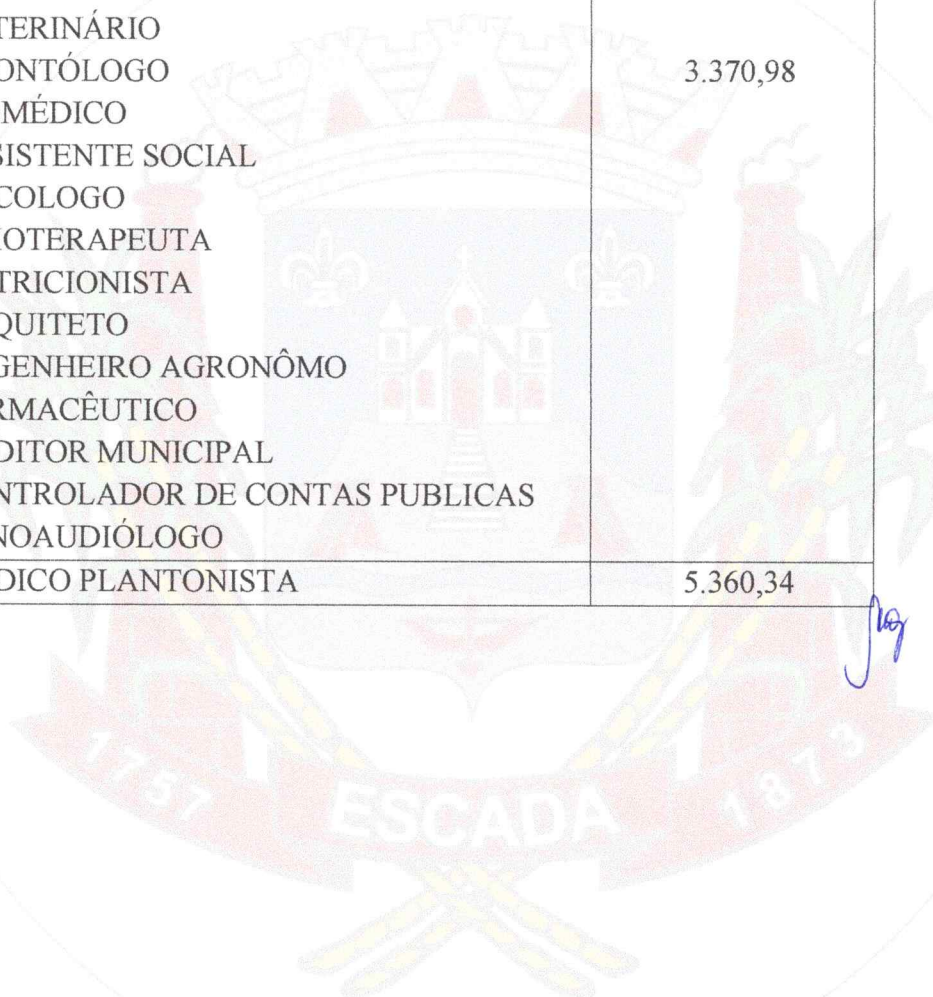 TERINÁRIO
ONTÓLOGO 3.370,98
MÉDICO
SISTENTE SOCIAL
COLOGO
IOTERAPEUTA
TRICIONISTA
QUITETO
GENHEIRO AGRONÔMO
RMACÊUTICO
DITOR MUNICIPAL
NTROLADOR DE CONTAS PUBLICAS
NOAUDIÓLOGO
DICO PLANTONISTA 5.360,34
1757 ESCADA 1873